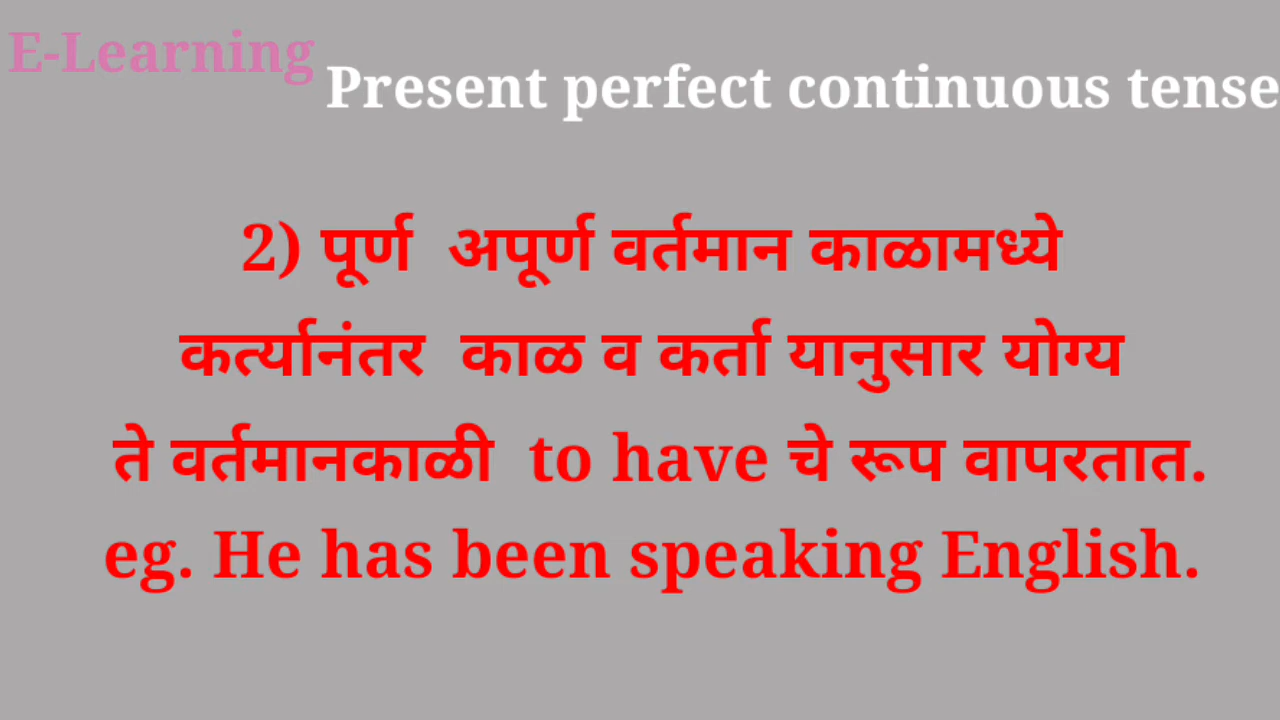 E-Learning
Present perfect continuous tense
2) पूर्ण अपूर्ण वर्तमान काळामध्ये
कर्त्यानंतर काळ व कर्ता यानुसार योग्य
ते वर्तमानकाळी to have चे रूप वापरतात.
eg. He has been speaking English.